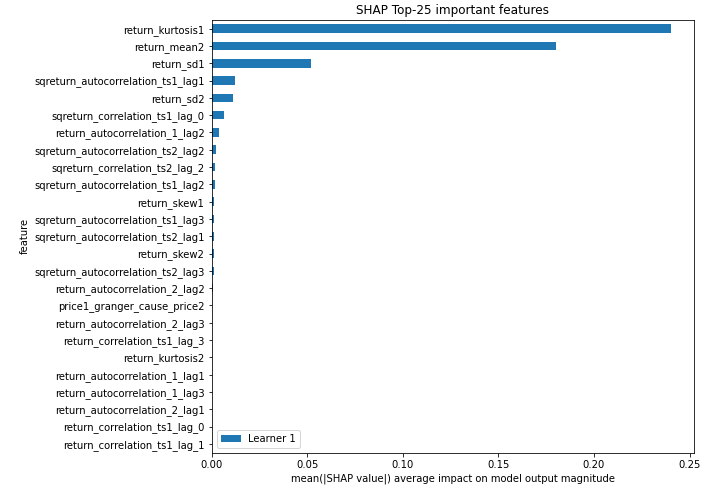 SHAP Top-25 important features
return_kurtosis1
return_mean2
return_sd1
sqreturn_autocorrelation_ts1_lag1
return_sd2
sqreturn_correlation_ts1_lag_0
return_autocorrelation_1_lag2
sqreturn_autocorrelation_ts2_lag2
sqreturn_correlation_ts2_lag_2
sqreturn_autocorrelation_ts1_lag2
return_skew1
sqreturn_autocorrelation_ts1_lag3
sqreturn_autocorrelation_ts2_lag1
return_skew2
sqreturn_autocorrelation_ts2_lag3
return_autocorrelation_2_lag2
price1_granger_cause_price2
return_autocorrelation_2_lag3
return_correlation_ts1_lag_3
return_kurtosis2
return_autocorrelation_1_lag1
return_autocorrelation_1_lag3
return_autocorrelation_2_lag1
return_correlation_ts1_lag_0
return_correlation_ts1_lag_1
feature
Learner 1
0.00 0.05 0.10 0.15 0.20 0.25
mean(|SHAP value|) average impact on model output magnitude